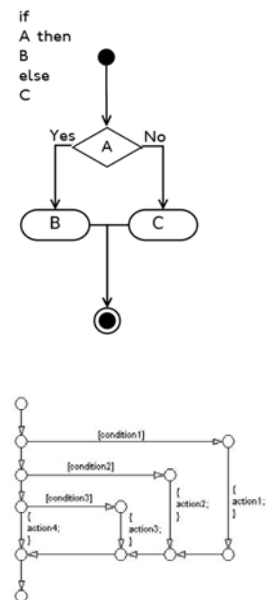 if
A then
B
else
C
Yes
A
No
B
C
[condition1]
[condition2]
[condition3]
{
action4;
}
{
action3;
}
{
action2;
}
{
action1;
}